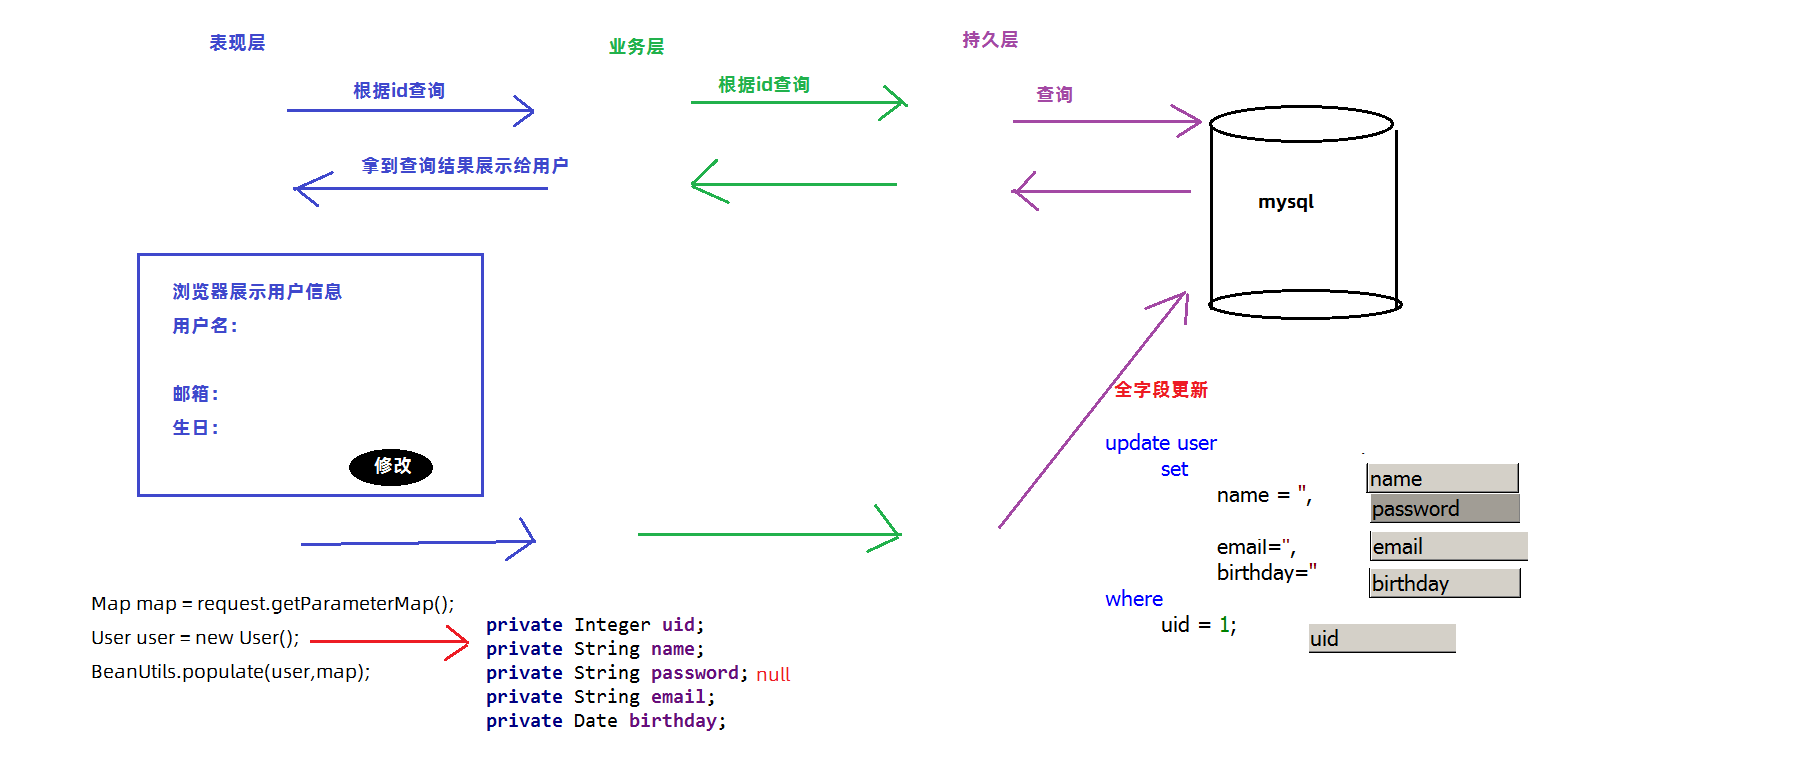 表现层
业务层
持久层
根据id查询
根据id查询
查询
拿到查询结果展示给用户
mysql
浏览器展示用户信息
用户名：
邮箱：
生日：
修改
全字段更新
update user
set
name = '',
email='',
birthday=''
where
uid = 1;
name
password
email
birthday
uid
Map map = request.getParameterMap();
User user = new User();
BeanUtils.populate(user,map);
private Integer uid;
private String name;
private String password; null
private String email;
private Date birthday;